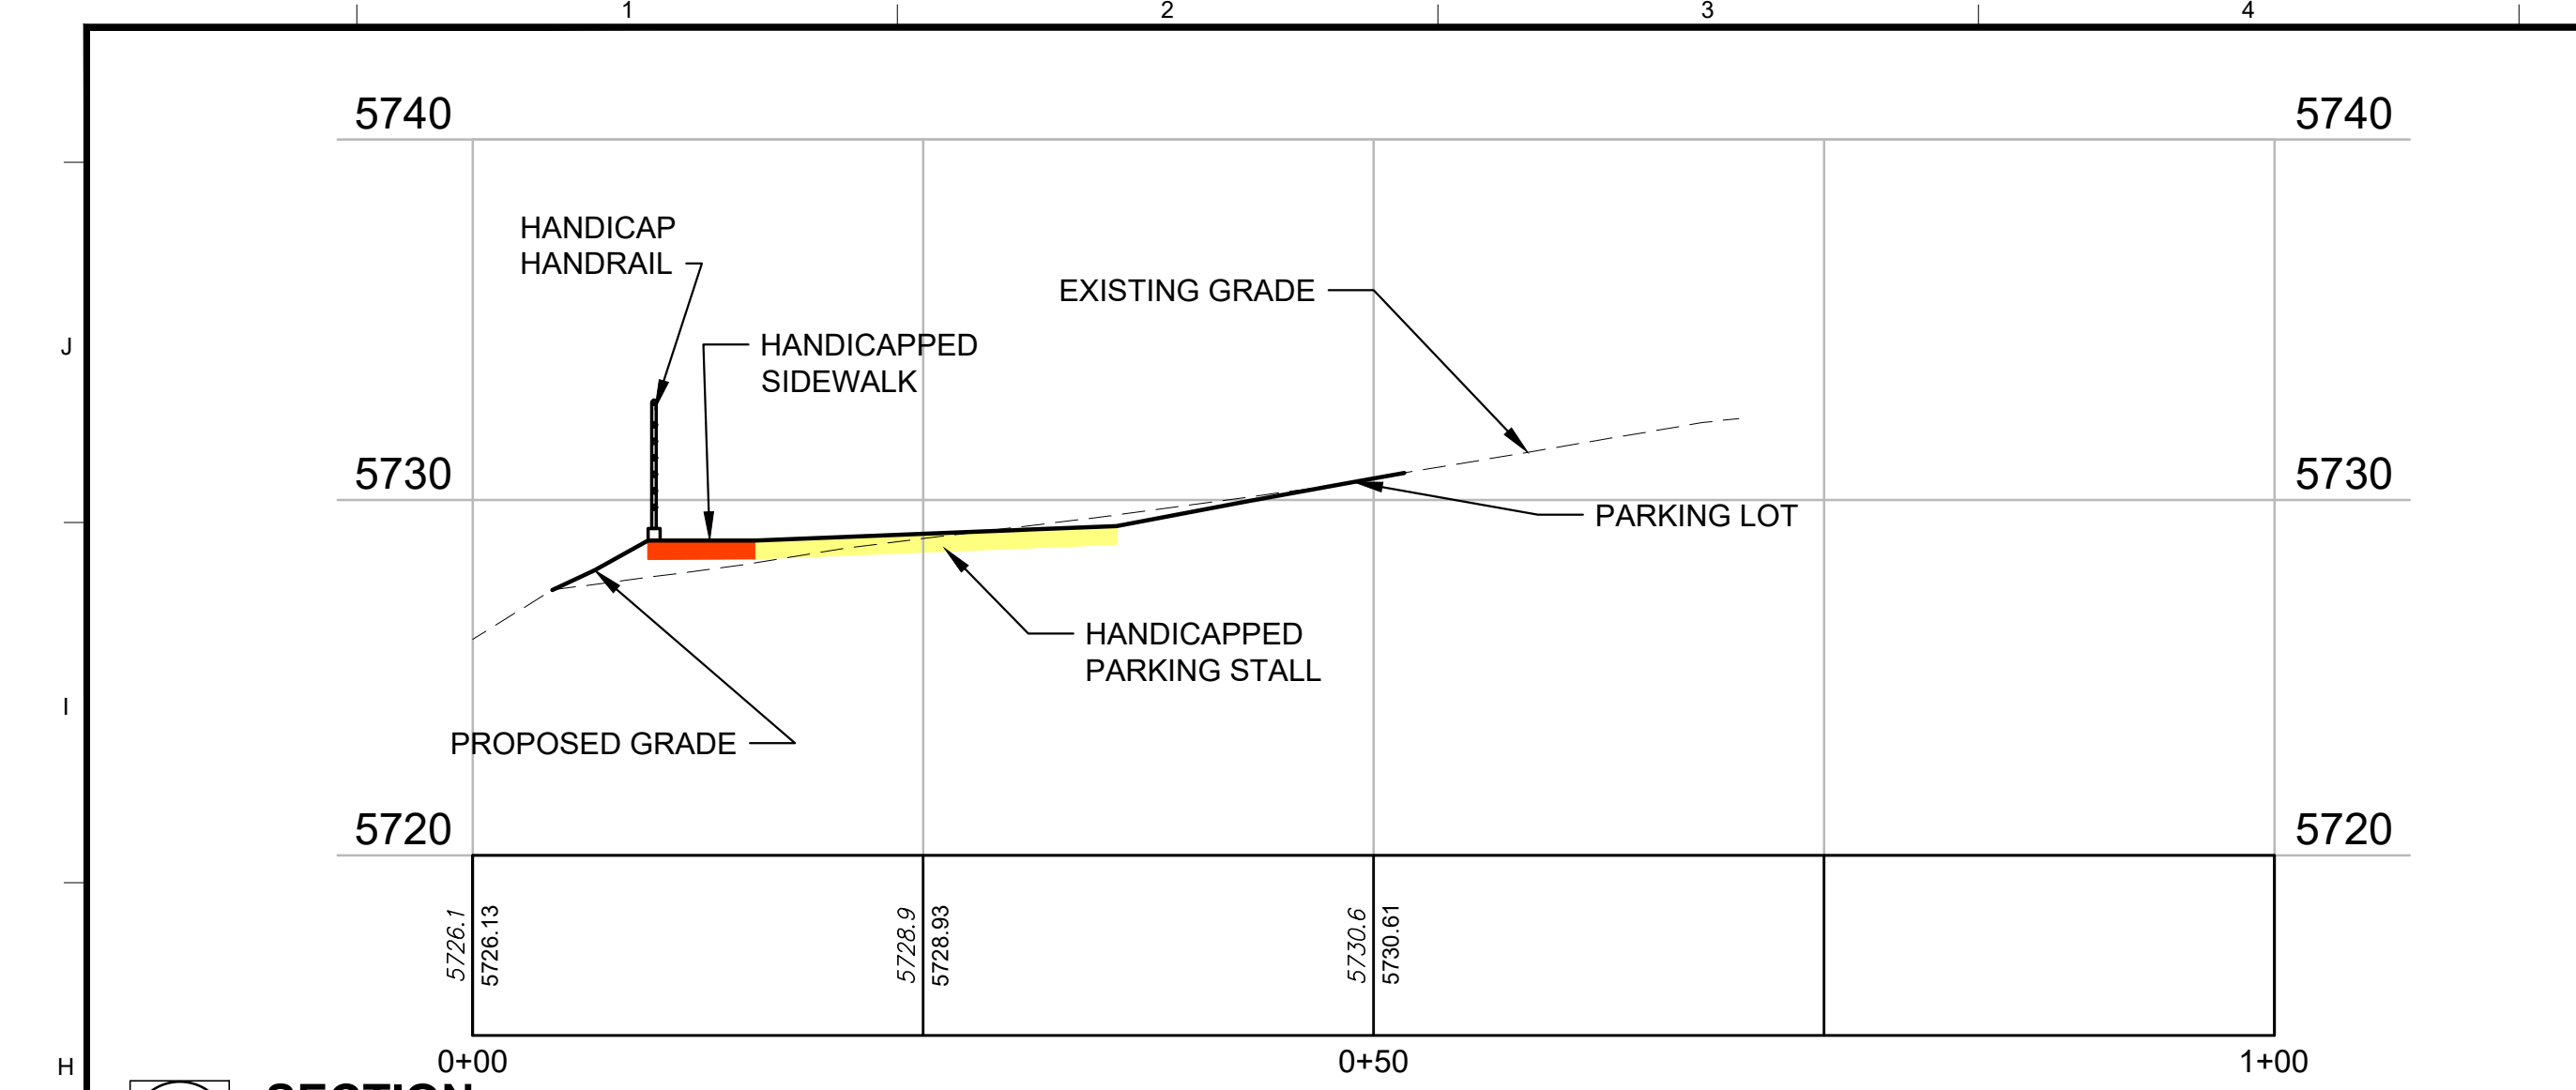 1 2 3 4
5740 5740
HANDICAP
HANDRAIL
EXISTING GRADE
J
HANDICAPPED
SIDEWALK
5730 5730
PARKING LOT
HANDICAPPED
PARKING STALL
I
PROPOSED GRADE
5720 5720
5726.1
5726.13
5728.9
5728.93
5730.6
5730.61
H
0+00 0+50 1+00
SECTION